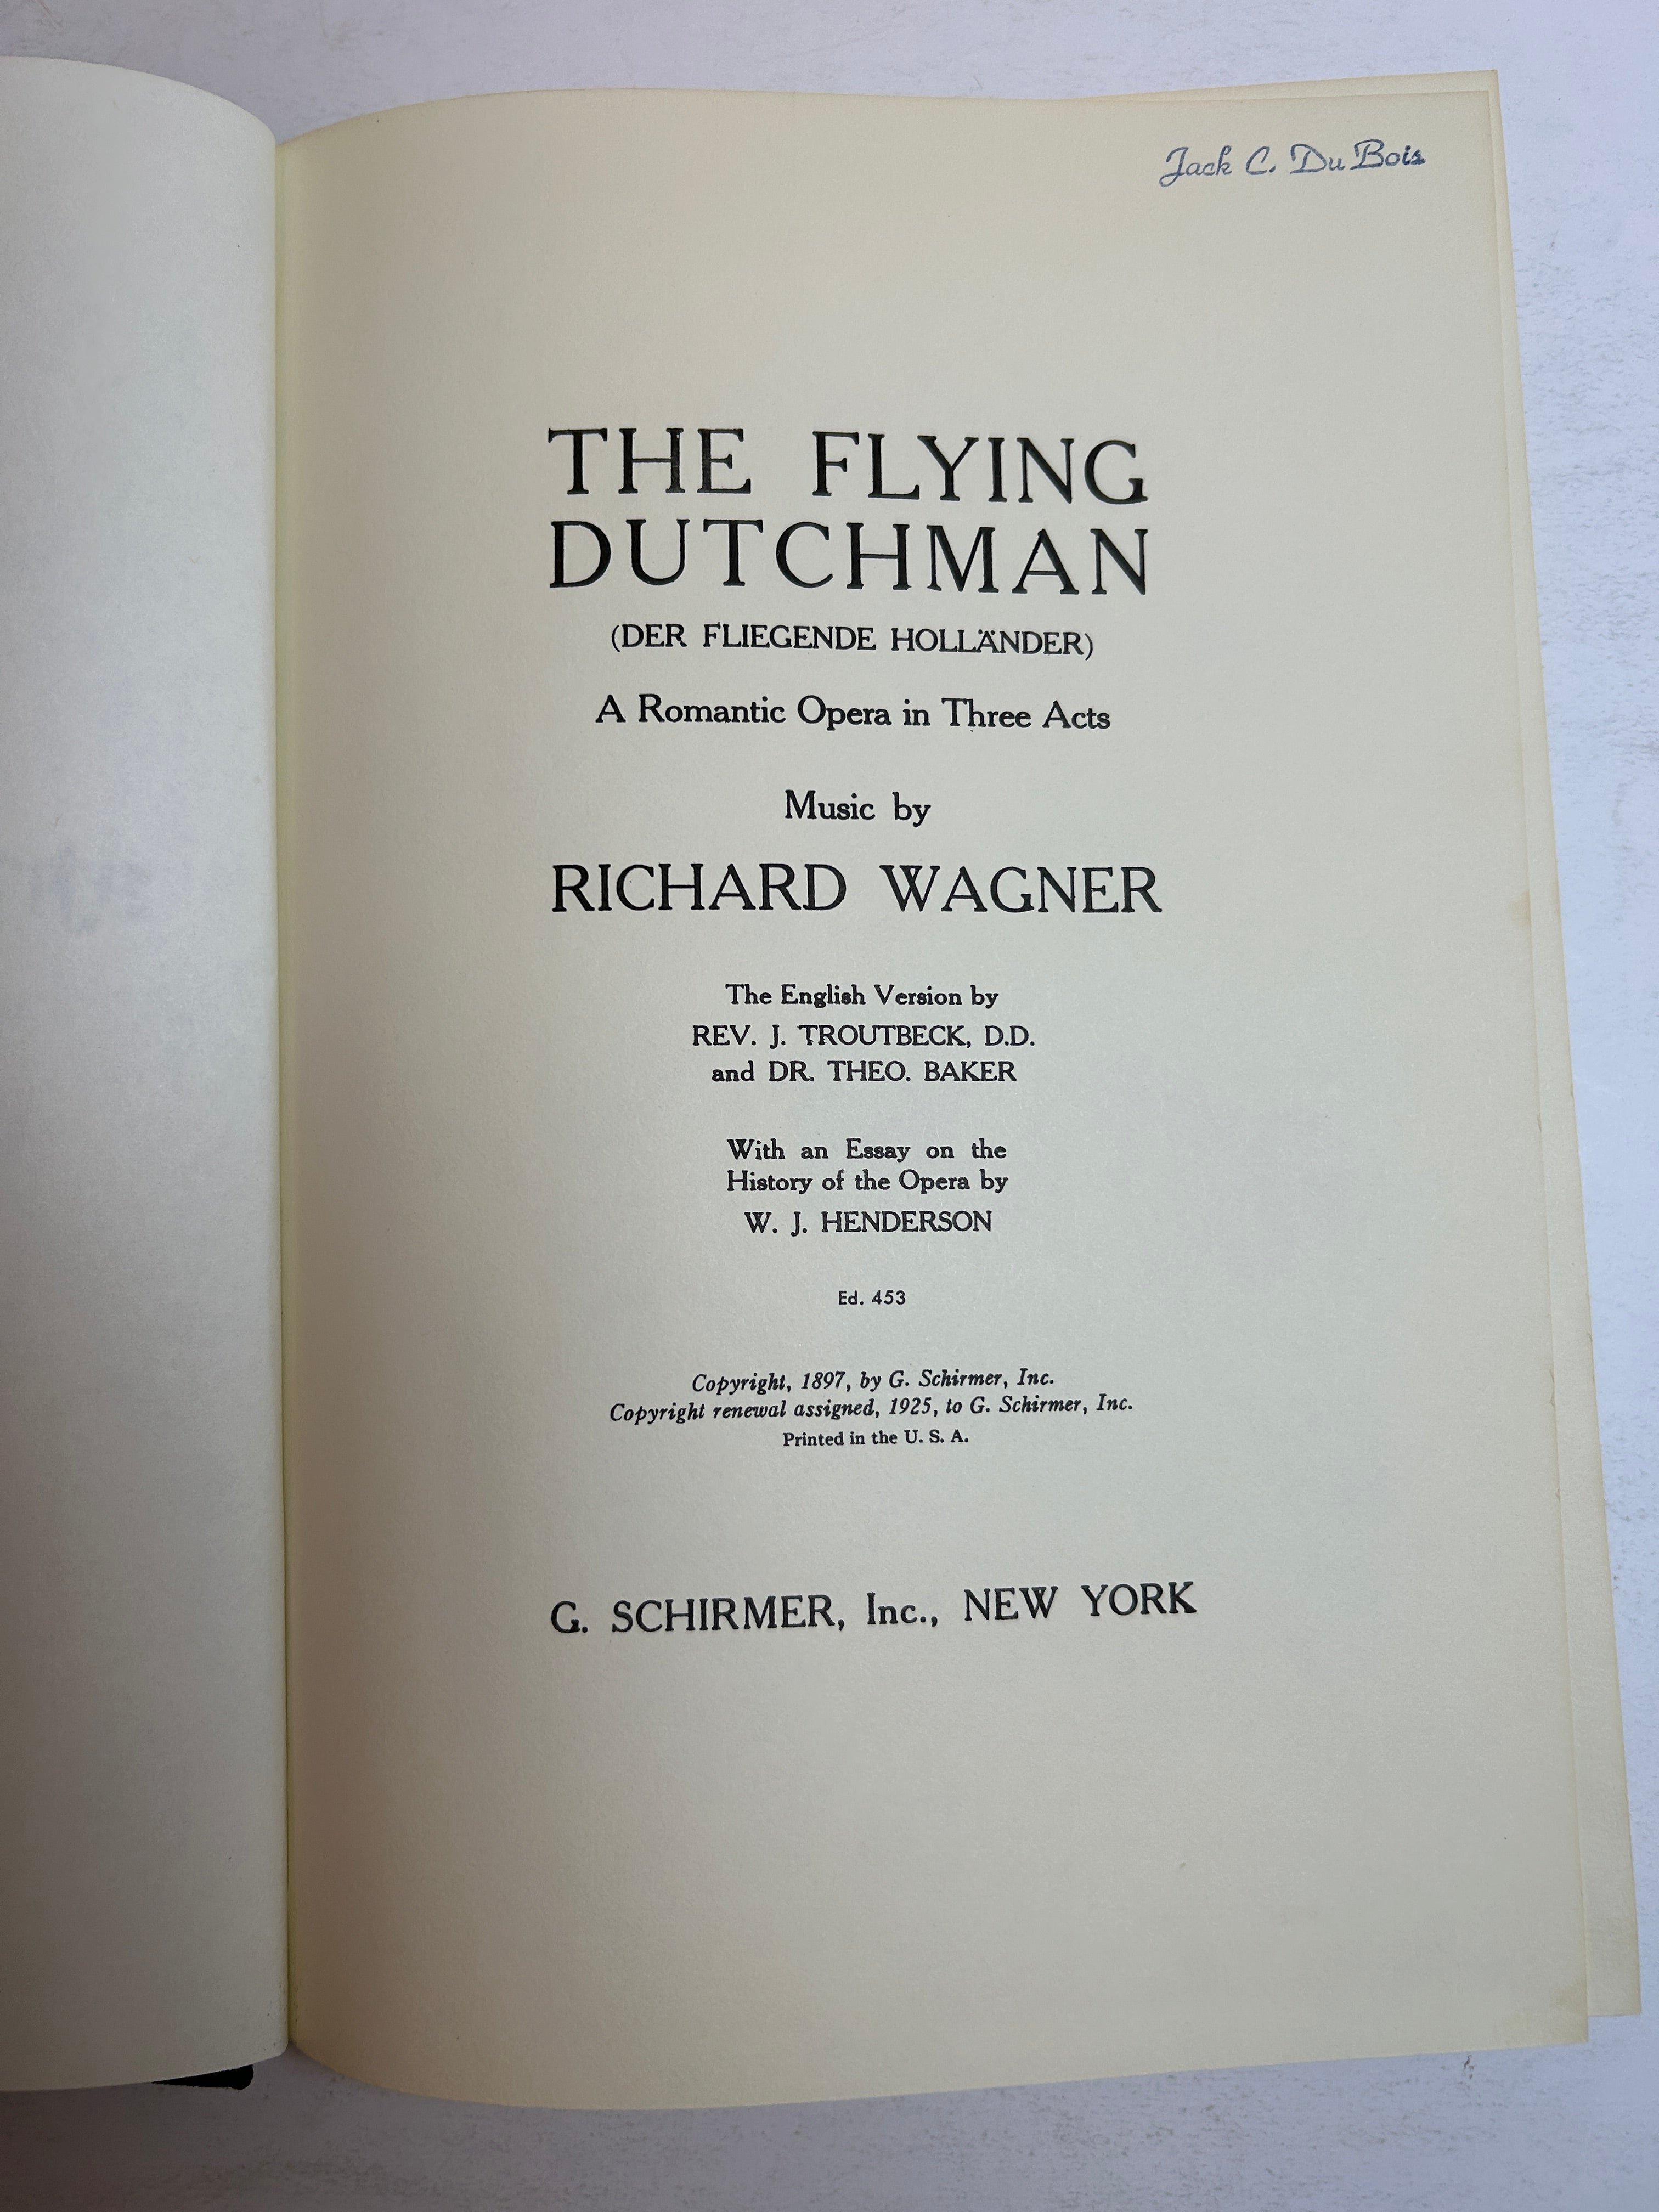 Jack C. Du Bois
THE FLYING
DUTCHMAN
(DER FLIEGENDE HOLLÄNDER)
A Romantic Opera in Three Acts
Music by
RICHARD WAGNER
The English Version by
REV. J. TROUTBECK, D.D.
and DR. THEO. BAKER
With an Essay on the
History of the Opera by
W. J. HENDERSON
Ed. 453
Copyright, 1897, by G. Schirmer, Inc.
Copyright renewal assigned, 1925, to G. Schirmer, Inc.
Printed in the U. S. A.
G. SCHIRMER, Inc., NEW YORK